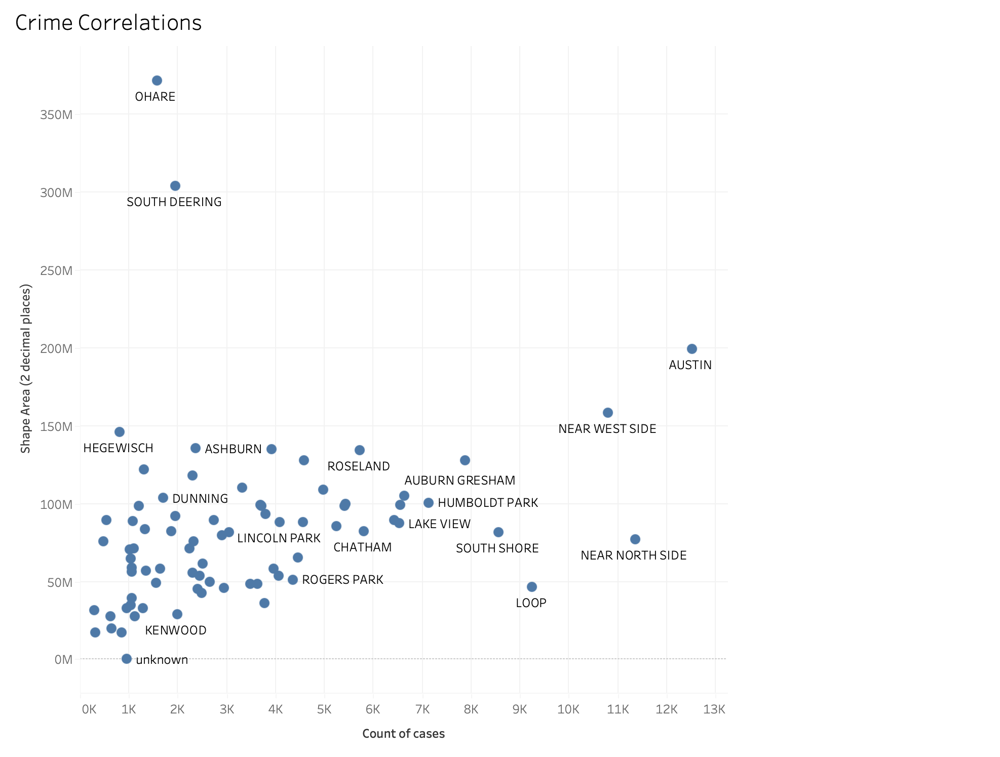 Crime Correlations
OHARE
350M
300M
SOUTH DEERING
250M
Shape Area (2 decimal places)
200M
AUSTIN
150M
NEAR WEST SIDE
HEGEWISCH
ASHBURN
ROSELAND
AUBURN GRESHAM
DUNNING
100M
HUMBOLDT PARK
LAKE VIEW
LINCOLN PARK
CHATHAM
SOUTH SHORE
NEAR NORTH SIDE
50M
ROGERS PARK
LOOP
KENWOOD
0M
unknown
0K 1K 2K 3K 4K 5K 6K 7K 8K 9K 10K 11K 12K 13K
Count of cases